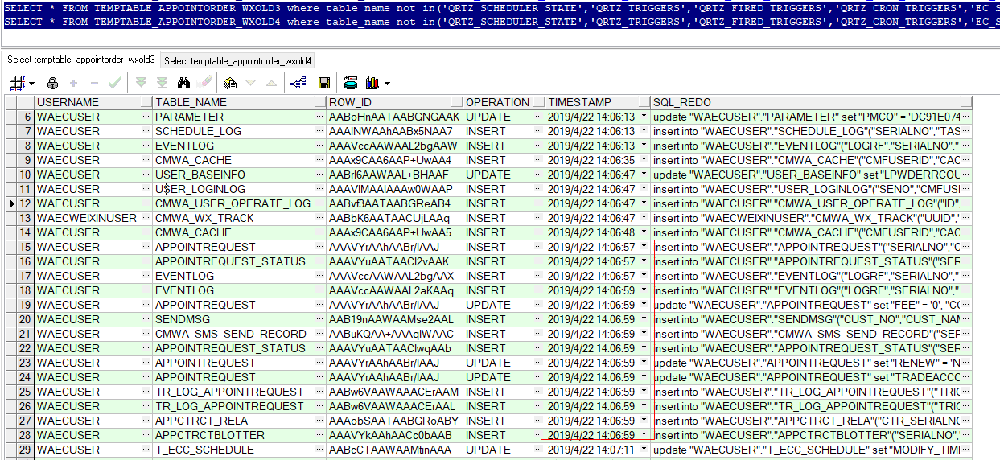 SELECT * FROM TEMPTABLE_APPOINTORDER_WXOLD3 where table_name not in('QRTZ_SCHEDULER_STATE','QRTZ_TRIGGERS','QRTZ_FIRED_TRIGGERS','QRTZ_CRON_TRIGGERS','EC_S
SELECT * FROM TEMPTABLE_APPOINTORDER_WXOLD4 where table_name not in('QRTZ_SCHEDULER_STATE','QRTZ_TRIGGERS','QRTZ_FIRED_TRIGGERS','QRTZ_CRON_TRIGGERS','EC_S
Select temptable_appointorder_wxold3 Select temptable_appointorder_wxold4
USERNAME TABLE_NAME ROW_ID OPERATION TIMESTAMP SQL_REDO
6 WAECUSER PARAMETER AABoHnAATAABGNGAAK UPDATE 2019/4/22 14:06:13 update "WAECUSER"."PARAMETER" set "PMCO" = 'DC91E074
7 WAECUSER SCHEDULE_LOG AAAINWAAhAABx5NAA7 INSERT 2019/4/22 14:06:13 insert into "WAECUSER"."SCHEDULE_LOG"("SERIALNO","TAS
8 WAECUSER EVENTLOG AAAVccAAWAAL2bgAAW INSERT 2019/4/22 14:06:13 insert into "WAECUSER"."EVENTLOG"("LOGRF","SERIALNO","
9 WAECUSER CMWA_CACHE AAAx9CAA6AAP+UwAA4 INSERT 2019/4/22 14:06:35 insert into "WAECUSER"."CMWA_CACHE"("CMFUSERID","CAC
10 WAECUSER USER_BASEINFO AABrl6AAWAAL+BHAAF UPDATE 2019/4/22 14:06:47 update "WAECUSER"."USER_BASEINFO" set "LPWDERRCOU
11 WAECUSER USER_LOGINLOG AAAVlMAAIAAAw0WAAP INSERT 2019/4/22 14:06:47 insert into "WAECUSER"."USER_LOGINLOG"("SENO","CMFUSI
12 WAECUSER CMWA_USER_OPERATE_LOG AABvf3AATAABGReAB4 INSERT 2019/4/22 14:06:47 insert into "WAECUSER"."CMWA_USER_OPERATE_LOG"("ID"
13 WAECWEIXINUSER CMWA_WX_TRACK AABbK6AATAACUjLAAq INSERT 2019/4/22 14:06:47 insert into "WAECWEIXINUSER"."CMWA_WX_TRACK"("UUID",
14 WAECUSER CMWA_CACHE AAAx9CAA6AAP+UwAA5 INSERT 2019/4/22 14:06:48 insert into "WAECUSER"."CMWA_CACHE"("CMFUSERID","CAC
15 WAECUSER APPOINTREQUEST AAAVYrAAhAABr/IAAJ INSERT 2019/4/22 14:06:57 insert into "WAECUSER"."APPOINTREQUEST"("SERIALNO","C
16 WAECUSER APPOINTREQUEST_STATUS AAAVYuAATAACl2vAAK INSERT 2019/4/22 14:06:57 insert into "WAECUSER"."APPOINTREQUEST_STATUS"("SEF
17 WAECUSER EVENTLOG AAAVccAAWAAL2bgAAX INSERT 2019/4/22 14:06:57 insert into "WAECUSER"."EVENTLOG"("LOGRF","SERIALNO","
18 WAECUSER EVENTLOG AAAVccAAWAAL2aKAAq INSERT 2019/4/22 14:06:59 insert into "WAECUSER"."EVENTLOG"("LOGRF","SERIALNO","
19 WAECUSER APPOINTREQUEST AAAVYrAAhAABr/IAAJ UPDATE 2019/4/22 14:06:59 update "WAECUSER"."APPOINTREQUEST" set "FEE" = '0', "CO
20 WAECUSER SENDMSG AAB19nAAWAAMse2AAL INSERT 2019/4/22 14:06:59 insert into "WAECUSER"."SENDMSG"("CUST_NO","CUST_NAN
21 WAECUSER CMWA_SMS_SEND_RECORD AABuKQAA+AAAqlWAAC INSERT 2019/4/22 14:06:59 insert into "WAECUSER"."CMWA_SMS_SEND_RECORD"("SEF
22 WAECUSER APPOINTREQUEST_STATUS AAAVYuAATAAClwqAAb INSERT 2019/4/22 14:06:59 insert into "WAECUSER"."APPOINTREQUEST_STATUS"("SEF
23 WAECUSER APPOINTREQUEST AAAVYrAAhAABr/IAAJ UPDATE 2019/4/22 14:06:59 update "WAECUSER"."APPOINTREQUEST" set "RENEW" = 'N
24 WAECUSER APPOINTREQUEST AAAVYrAAhAABr/IAAJ UPDATE 2019/4/22 14:06:59 update "WAECUSER"."APPOINTREQUEST" set "TRADEACCO
25 WAECUSER TR_LOG_APPOINTREQUEST AABw6VAAWAAACErAAM INSERT 2019/4/22 14:06:59 insert into "WAECUSER"."TR_LOG_APPOINTREQUEST"("TRIG
26 WAECUSER TR_LOG_APPOINTREQUEST AABw6VAAWAAACErAAL INSERT 2019/4/22 14:06:59 insert into "WAECUSER"."TR_LOG_APPOINTREQUEST"("TRIG
27 WAECUSER APPCTRCT_RELA AAAobSAATAABGRoABY INSERT 2019/4/22 14:06:59 insert into "WAECUSER"."APPCTRCT_RELA"("CTR_SERIALNO
28 WAECUSER APPCTRCTBLOTTER AAAVYkAAhAACc0bAAB INSERT 2019/4/22 14:06:59 insert into "WAECUSER"."APPCTRCTBLOTTER"("SERIALNO",
29 WAECUSER T_ECC_SCHEDULE AABcCTAAWAAMtinAAA UPDATE 2019/4/22 14:07:11 update "WAECUSER"."T_ECC_SCHEDULE" set "MODIFY_TIMI